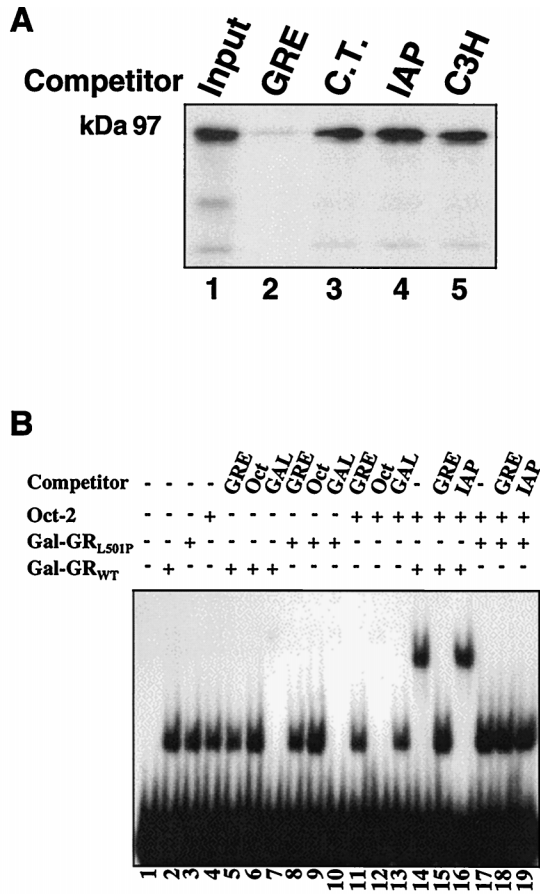 A
Competitor Input GRE C.T. IAP C3H
kDa 97
1 2 3 4 5
B
Competitor - - - - GRE Oct GAL GRE Oct GAL GRE Oct GAL - GRE IAP - GRE IAP
Oct-2 - - - + - - - - - - + + + + + + + + +
Gal-GRL501P - - + - - - - + + + - - - - - - + + +
Gal-GRWT - + - - + + + - - - - - - + + + - - -
1 2 3 4 5 6 7 8 9 10 11 12 13 14 15 16 17 18 19